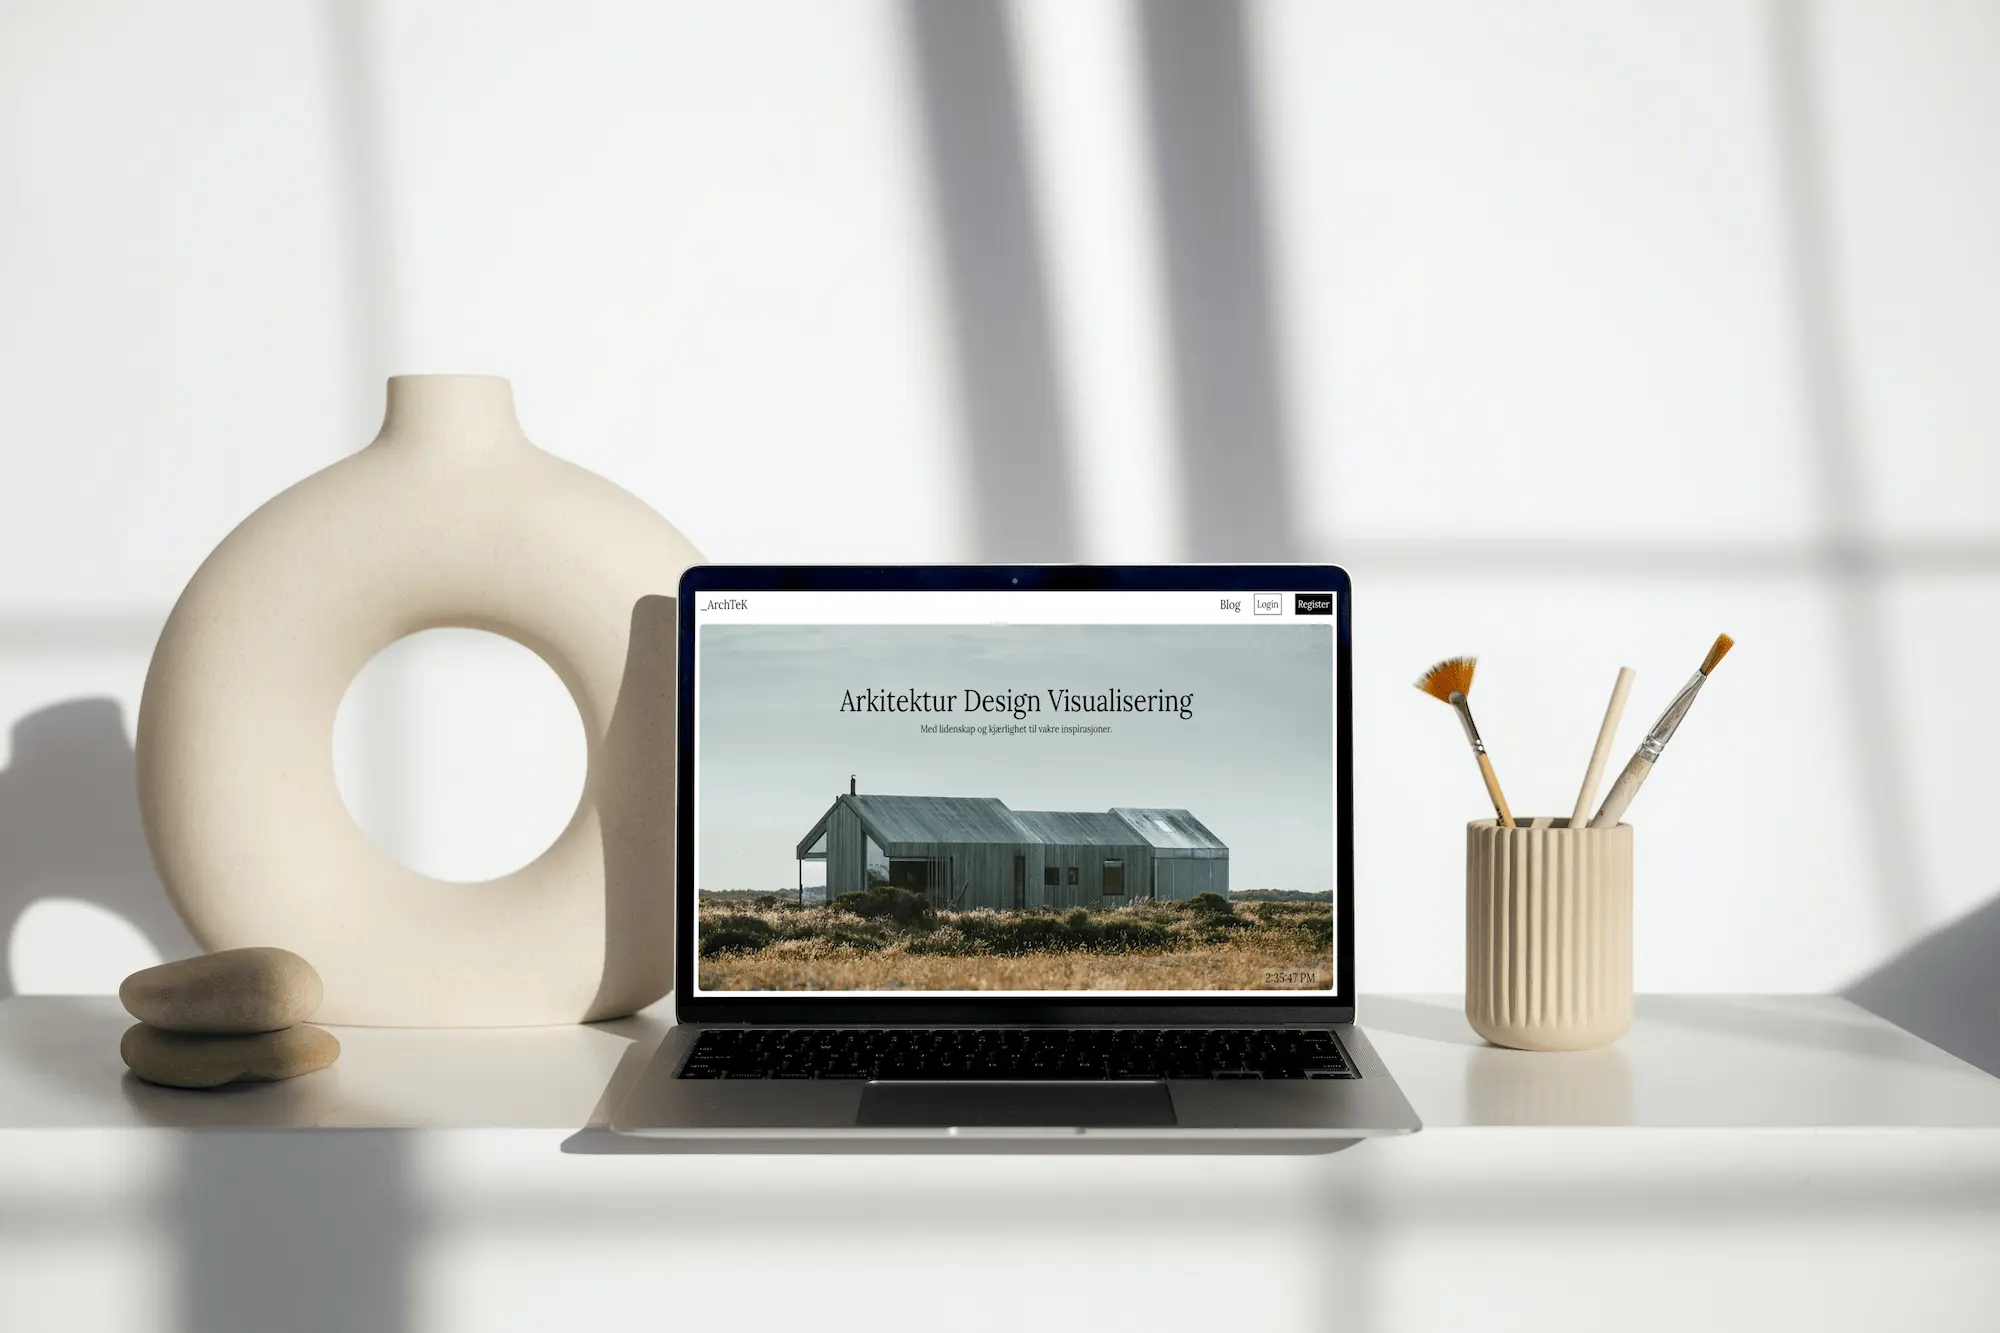 _ArchTeK
Blog
Login
Register
Arkitektur Design Visualisering
Med lidenskap og kjærlighet til vakre inspirasjoner.
2:35:47 PM